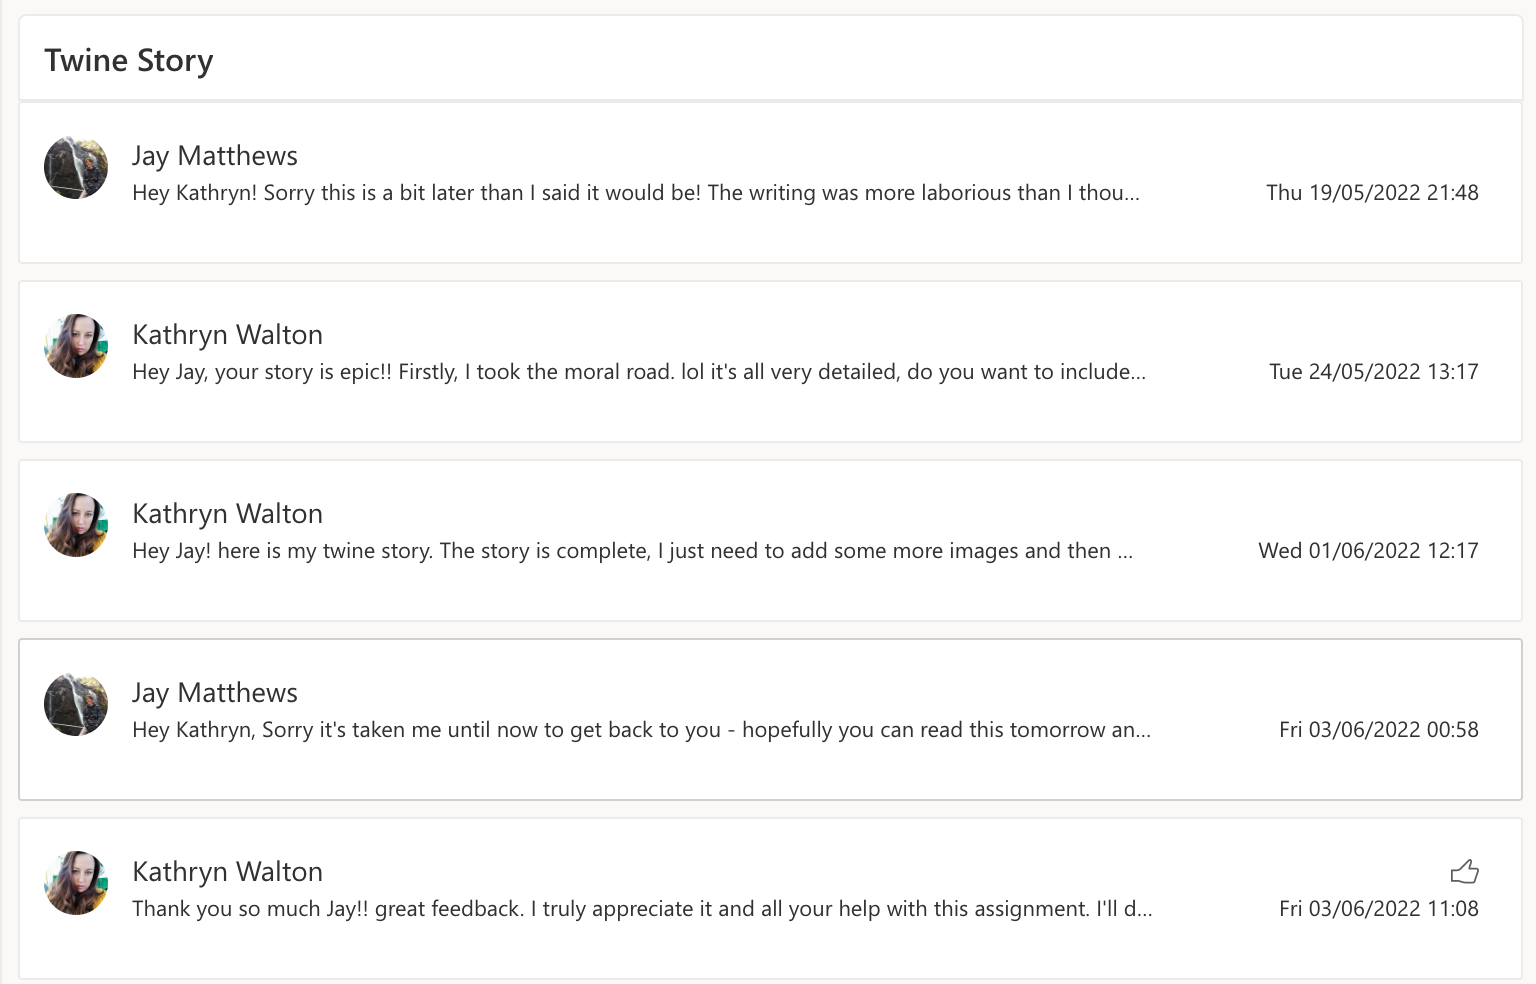 Twine Story
Jay Matthews
Hey Kathryn! Sorry this is a bit later than I said it would be! The writing was more laborious than I thou...
Thu 19/05/2022 21:48
Kathryn Walton
Hey Jay, your story is epic!! Firstly, I took the moral road. lol it's all very detailed, do you want to include...
Tue 24/05/2022 13:17
Kathryn Walton
Hey Jay! here is my twine story. The story is complete, I just need to add some more images and then ...
Wed 01/06/2022 12:17
Jay Matthews
Hey Kathryn, Sorry it's taken me until now to get back to you - hopefully you can read this tomorrow an...
Fri 03/06/2022 00:58
Kathryn Walton
Thank you so much Jay!! great feedback. I truly appreciate it and all your help with this assignment. I'll d...
Fri 03/06/2022 11:08